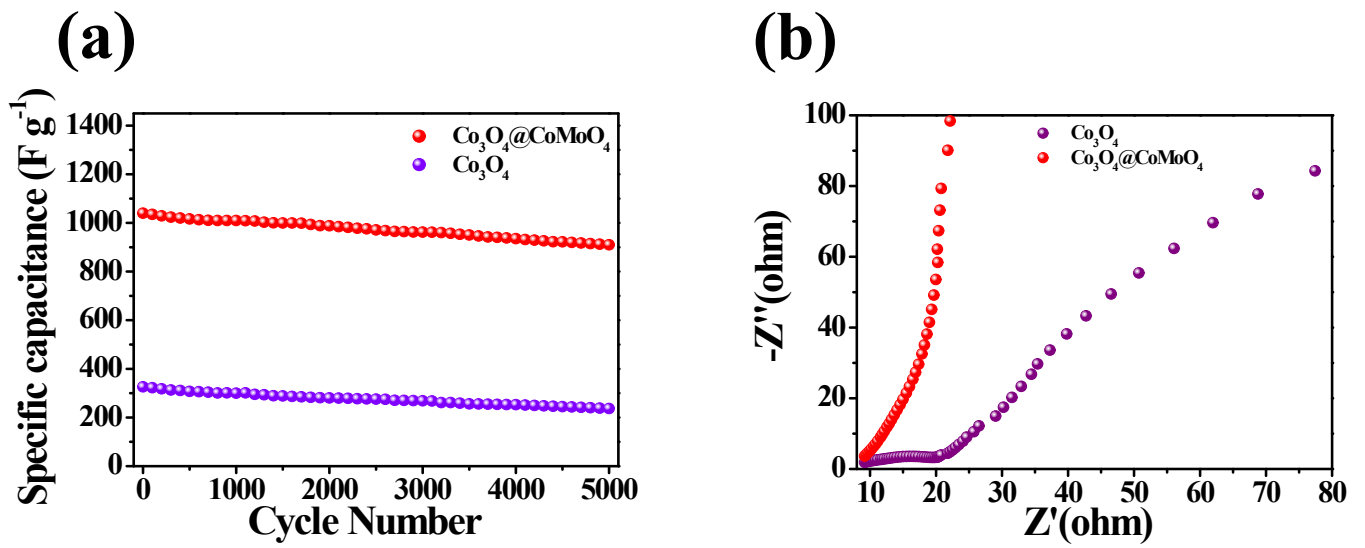 (a)
Specific capacitance (F g⁻¹)
1400
1200
1000
800
600
400
200
0
Co₃O₄@CoMoO₄
Co₃O₄
0 1000 2000 3000 4000 5000
Cycle Number
(b)
-Z''(ohm)
100
80
60
40
20
0
Co₃O₄
Co₃O₄@CoMoO₄
10 20 30 40 50 60 70 80
Z'(ohm)